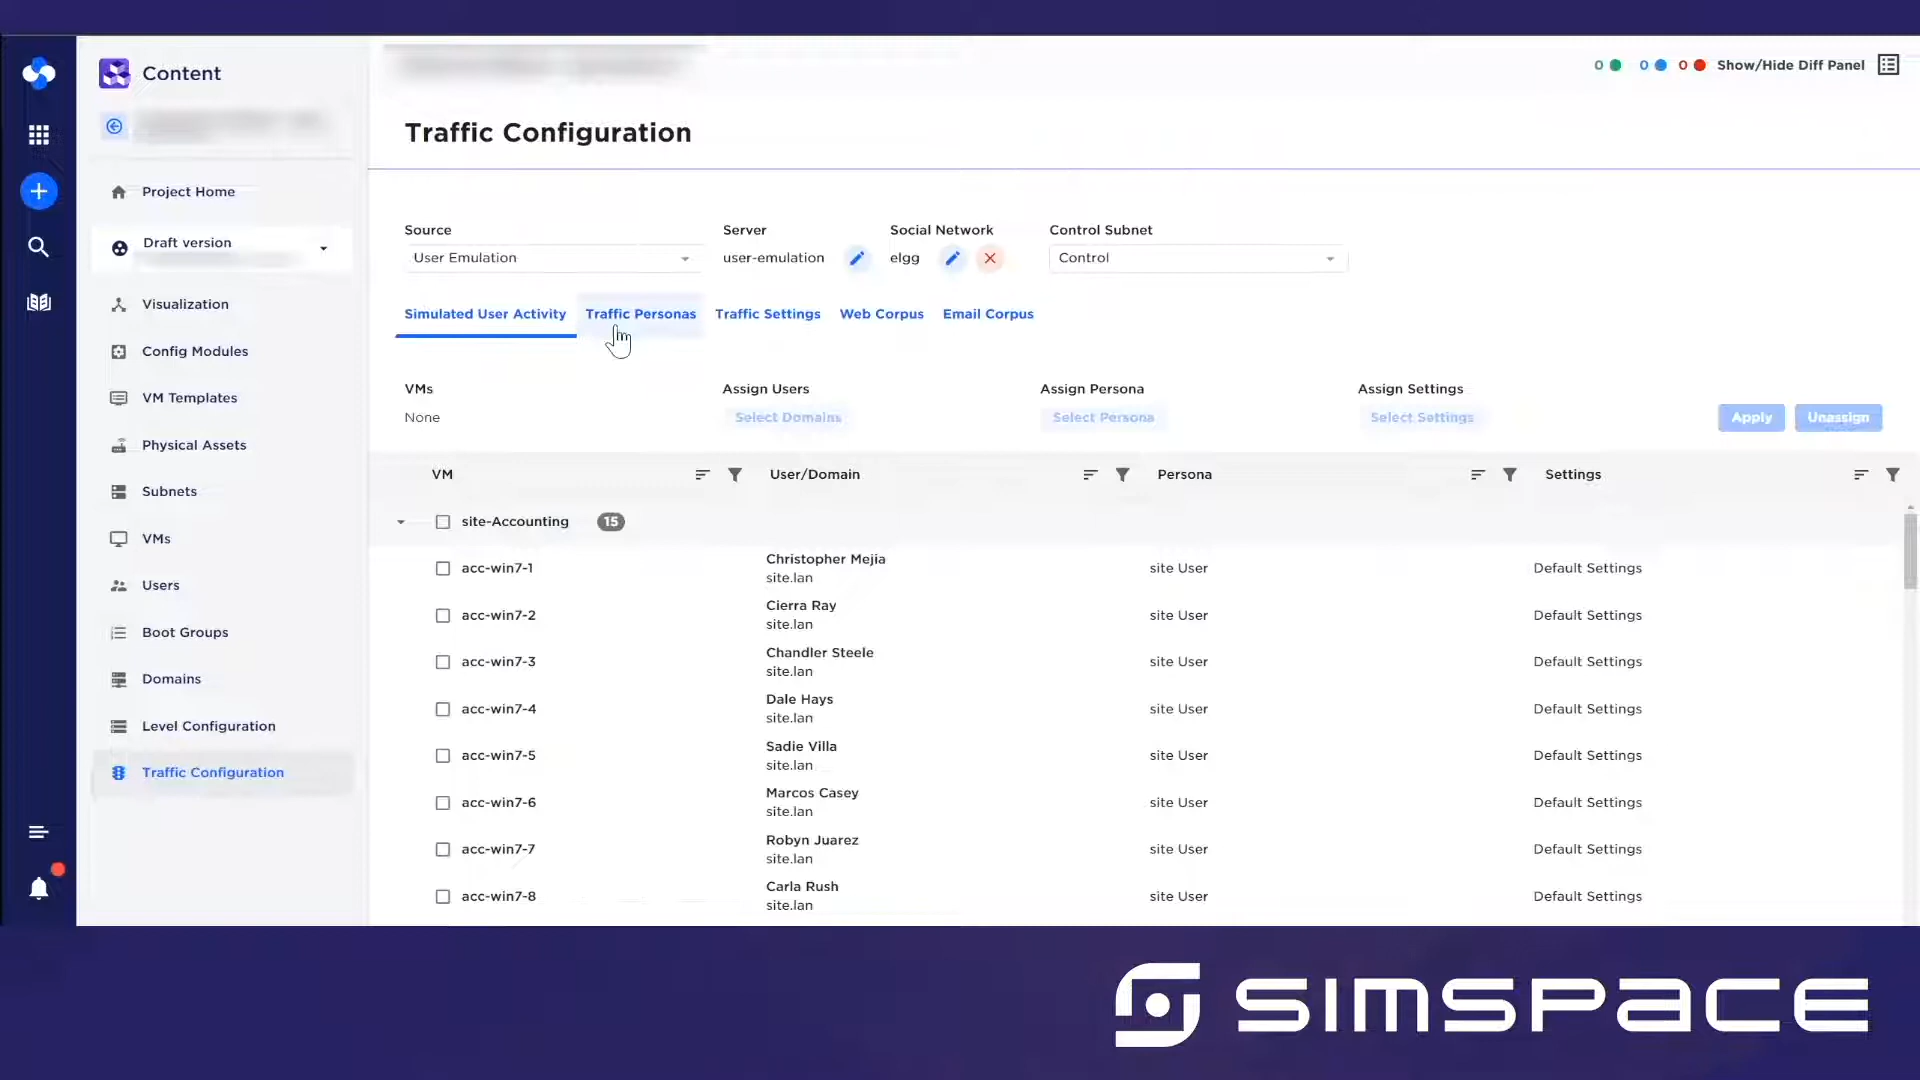 Content
0 0 0 Show/Hide Diff Panel
Traffic Configuration
Project Home
Draft version
Visualization
Config Modules
VM Templates
Physical Assets
Subnets
VMs
Users
Boot Groups
Domains
Level Configuration
Traffic Configuration
Source Server Social Network Control Subnet
User Emulation user-emulation elgg Control
Simulated User Activity Traffic Personas Traffic Settings Web Corpus Email Corpus
VMs Assign Users Assign Persona Assign Settings
None Select Domains Select Persona Select Settings Apply Unassign
VM User/Domain Persona Settings
site-Accounting 15
acc-win7-1 Christopher Mejia site User Default Settings
site.lan
acc-win7-2 Cierra Ray site User Default Settings
site.lan
acc-win7-3 Chandler Steele site User Default Settings
site.lan
acc-win7-4 Dale Hays site User Default Settings
site.lan
acc-win7-5 Sadie Villa site User Default Settings
site.lan
acc-win7-6 Marcos Casey site User Default Settings
site.lan
acc-win7-7 Robyn Juarez site User Default Settings
site.lan
acc-win7-8 Carla Rush site User Default Settings
site.lan
SIMSPACE